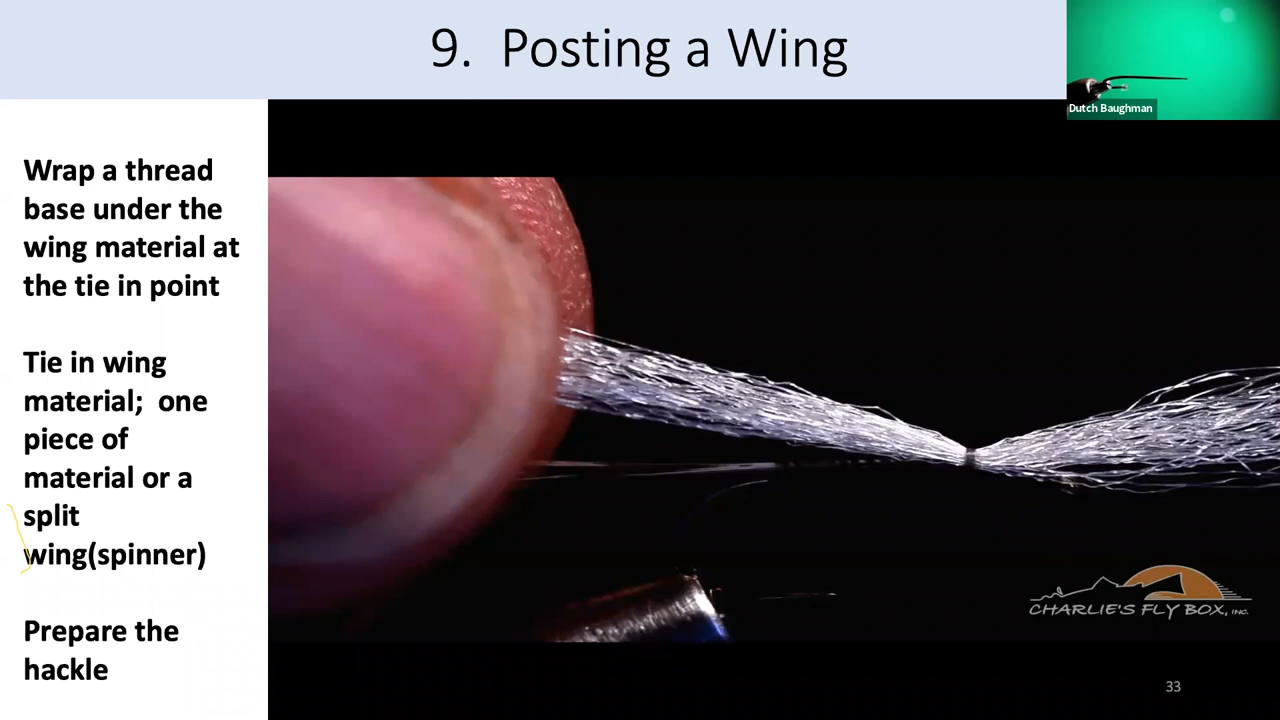 9. Posting a Wing
Dutch Baughman
Wrap a thread
base under the
wing material at
the tie in point
Tie in wing
material; one
piece of
material or a
split
wing(spinner)
Prepare the
hackle
CHARLIE'S FLY BOX, INC.
33